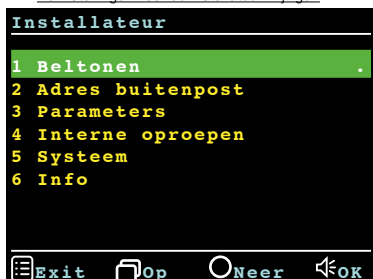 Installateur
1 Beltonen .
2 Adres buitenpost
3 Parameters
4 Interne oproepen
5 Systeem
6 Info
Exit Op Neer OK